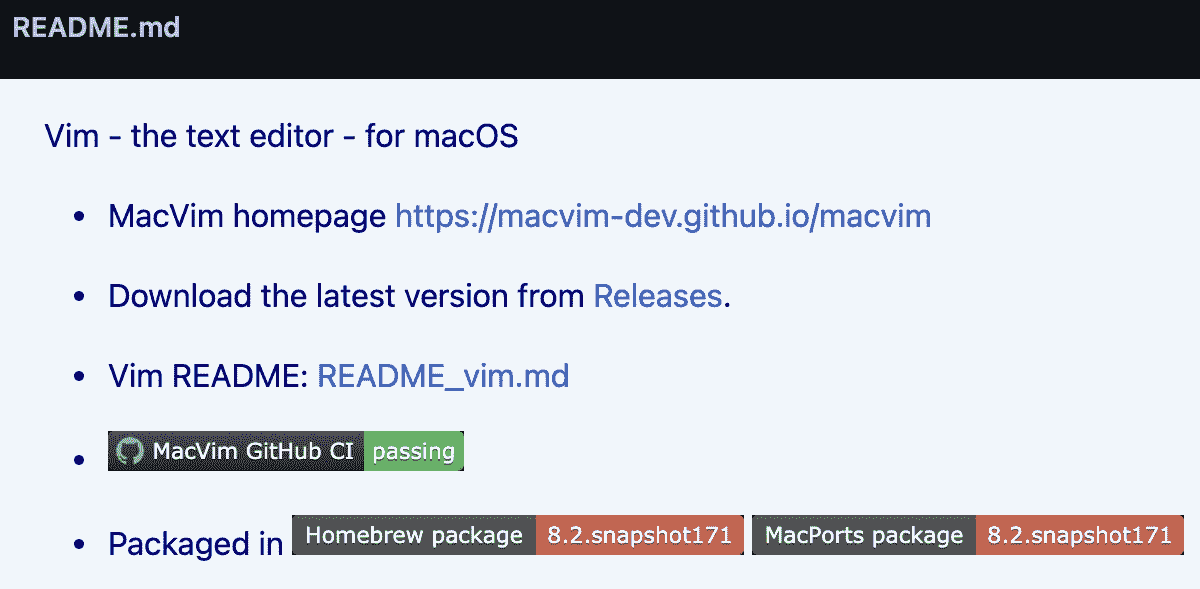 README.md
Vim - the text editor - for macOS
• MacVim homepage https://macvim-dev.github.io/macvim
• Download the latest version from Releases.
• Vim README: README_vim.md
• MacVim GitHub CI passing
• Packaged in Homebrew package 8.2.snapshot171 MacPorts package 8.2.snapshot171